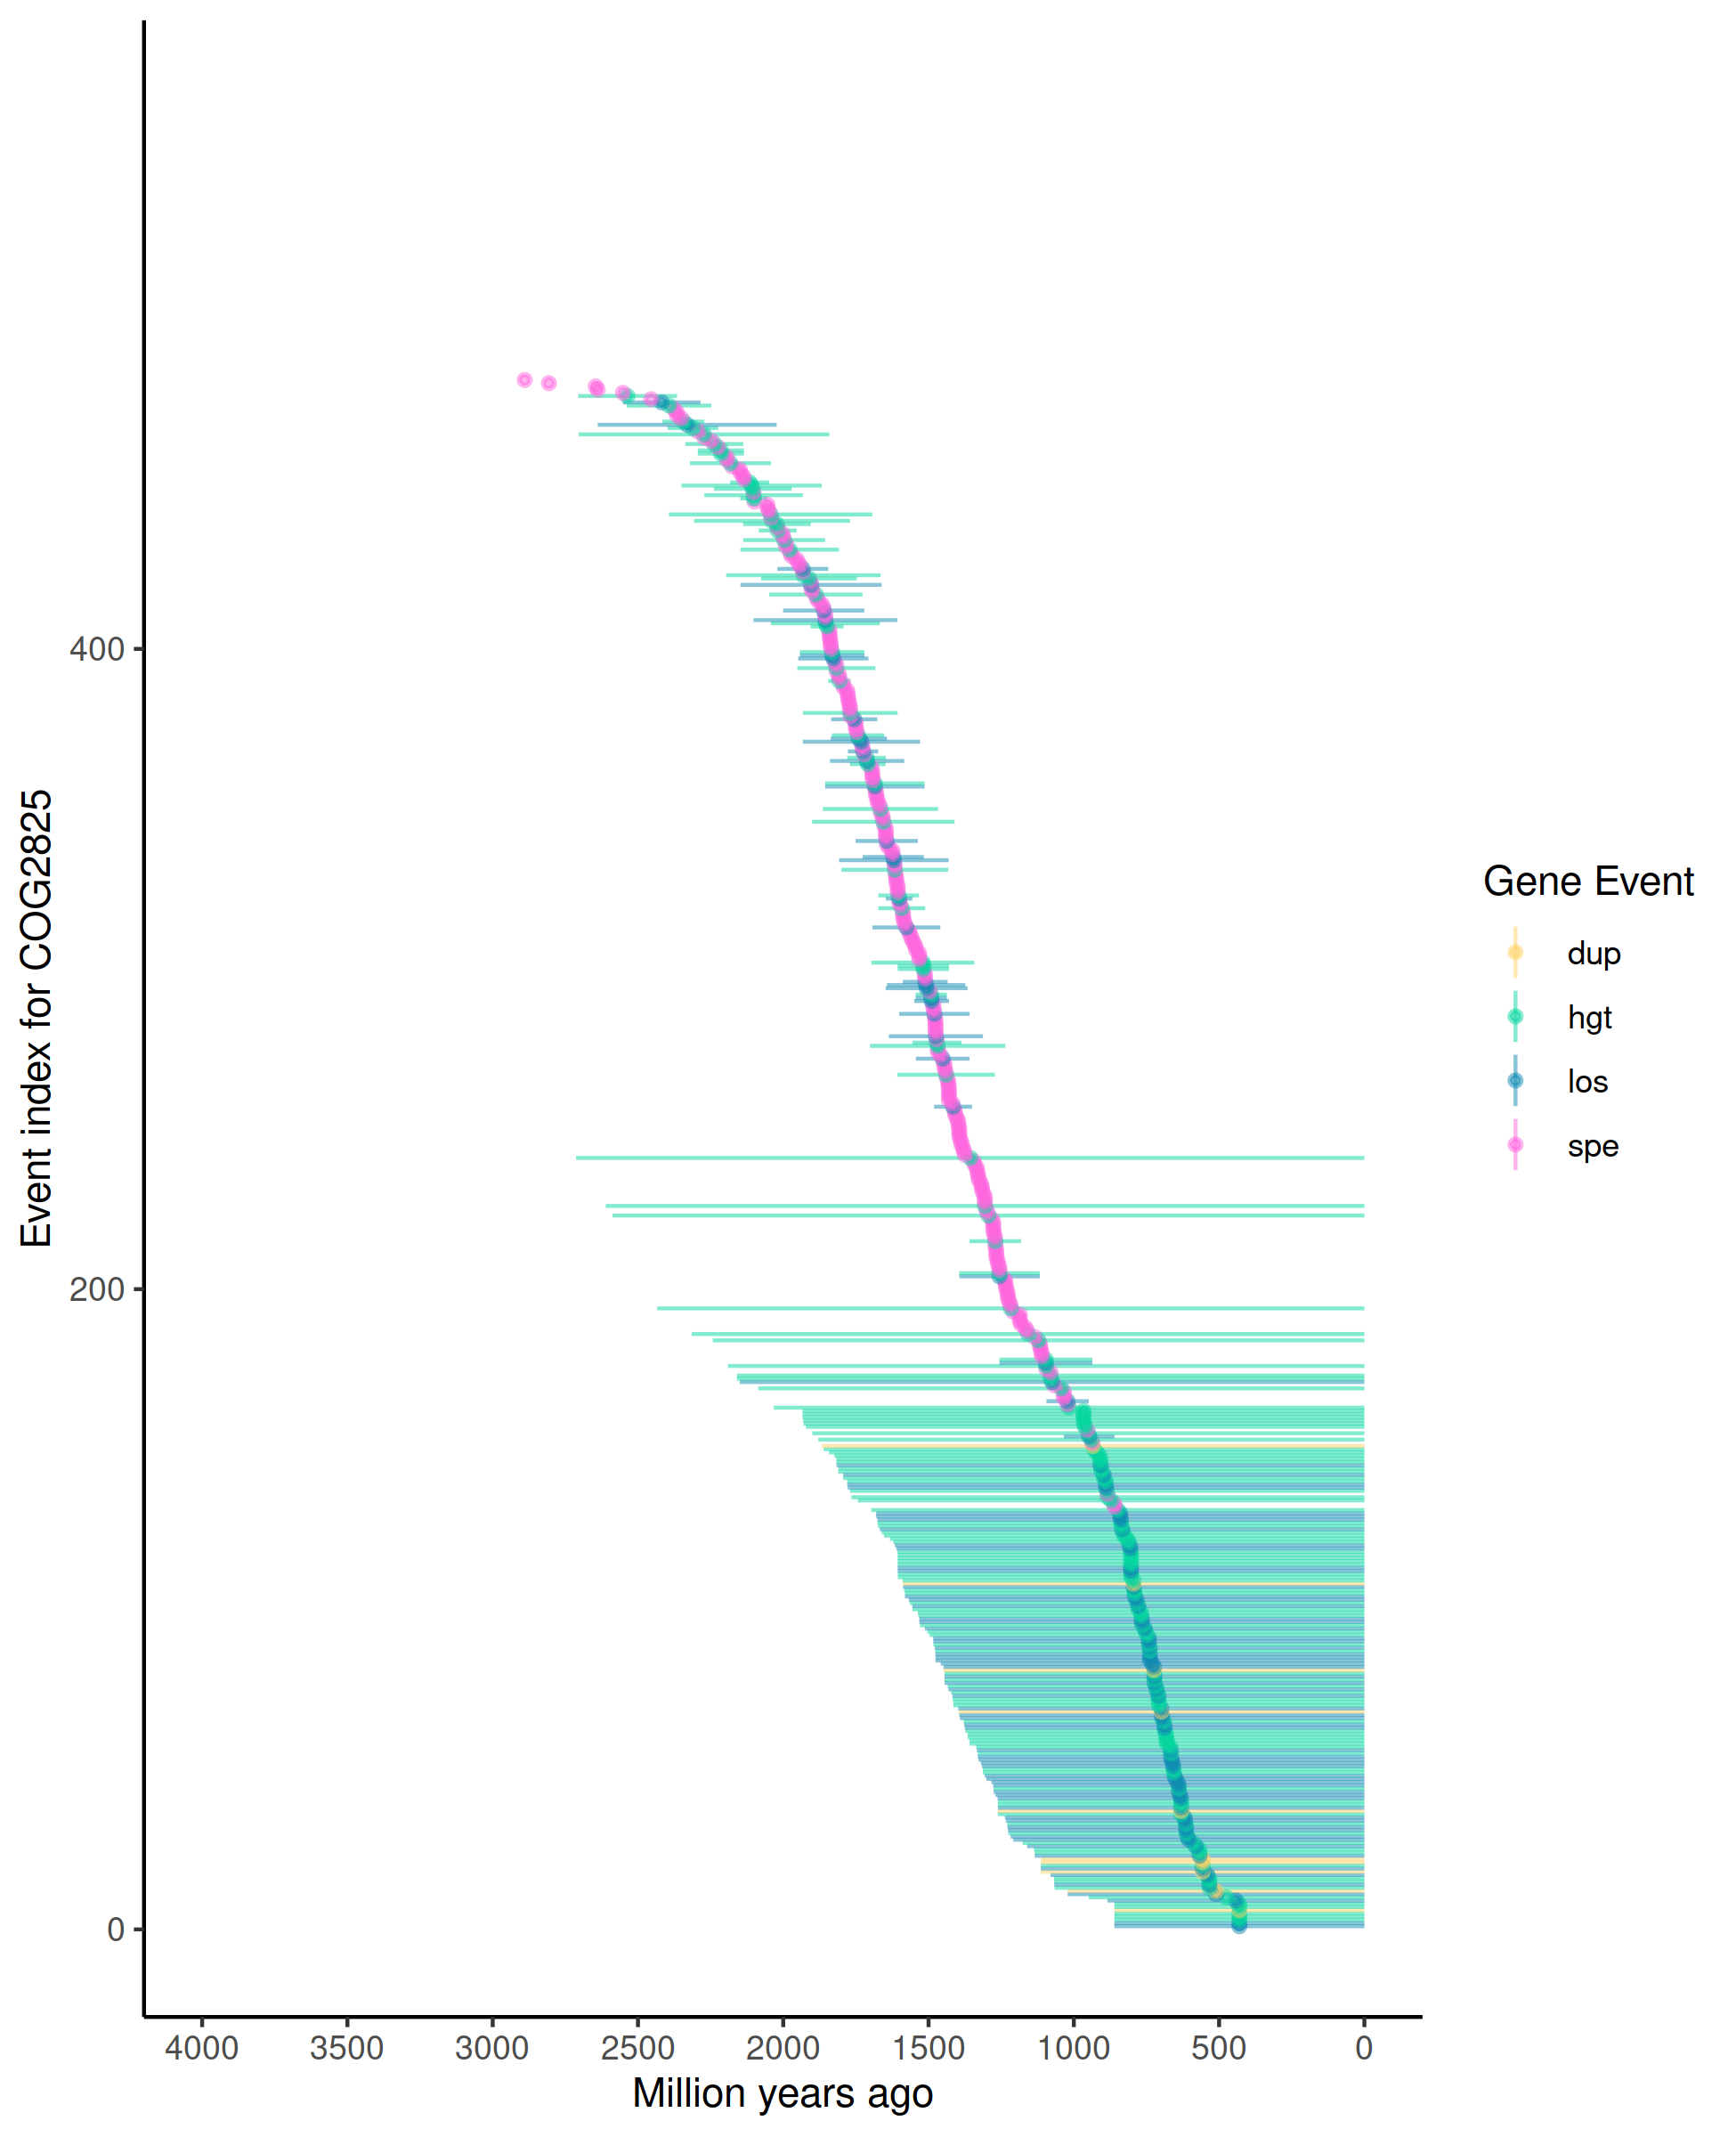 Event index for COG2825
400
200
0
4000 3500 3000 2500 2000 1500 1000 500 0
Million years ago
Gene Event
dup
hgt
los
spe